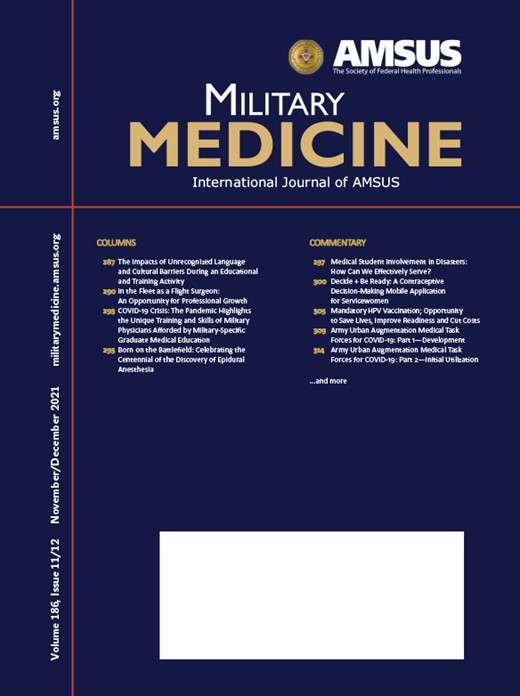 AMSUS
The Society of Federal Health Professionals
MILITARY
MEDICINE
International Journal of AMSUS
amsus.org
militarymedicine.amsus.org
November/December 2021
Volume 186, Issue 11/12
COLUMNS
287 The Impacts of Unrecognized Language
and Cultural Barriers During an Educational
and Training Activity
290 In the Fleet as a Flight Surgeon:
An Opportunity for Professional Growth
293 COVID-19 Crisis: The Pandemic Highlights
the Unique Training and Skills of Military
Physicians Afforded by Military-Specific
Graduate Medical Education
295 Born on the Battlefield: Celebrating the
Centennial of the Discovery of Epidural
Anesthesia
COMMENTARY
297 Medical Student Involvement in Disasters:
How Can We Effectively Serve?
300 Decide + Be Ready: A Contraceptive
Decision-Making Mobile Application
for Servicewomen
305 Mandatory HPV Vaccination; Opportunity
to Save Lives, Improve Readiness and Cut Costs
309 Army Urban Augmentation Medical Task
Forces for COVID-19: Part 1—Development
314 Army Urban Augmentation Medical Task
Forces for COVID-19: Part 2—Initial Utilization
...and more